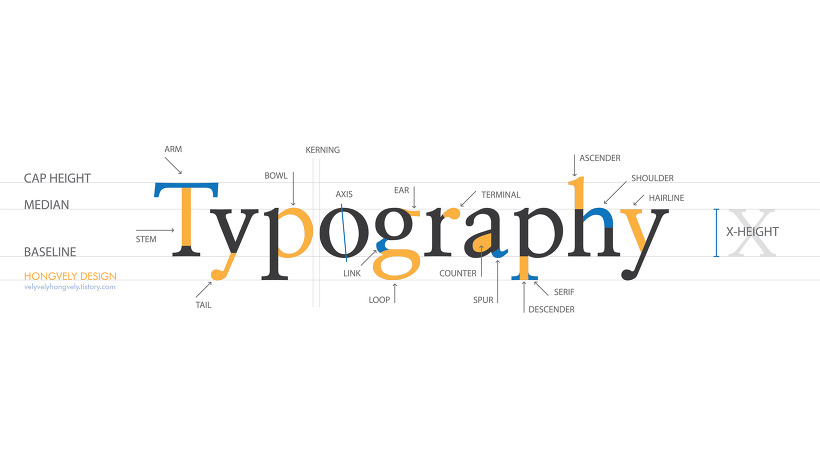 ARM
KERNING
ASCENDER
BOWL
CAP HEIGHT
SHOULDER
EAR
AXIS
TERMINAL
HAIRLINE
MEDIAN
Typography
X
X-HEIGHT
STEM
BASELINE
LINK
COUNTER
HONGVELY DESIGN
velyvelyhongvely.tistory.com
SERIF
LOOP
SPUR
TAIL
DESCENDER